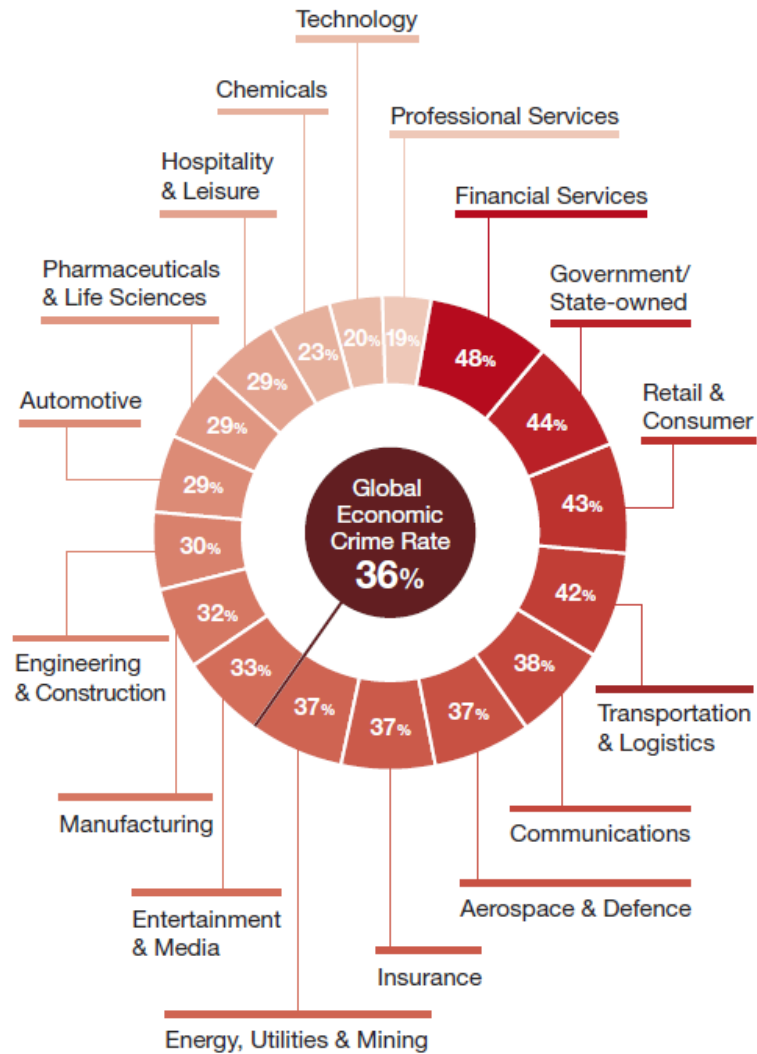 Technology
Chemicals
Professional Services
Hospitality
& Leisure
Financial Services
Pharmaceuticals
& Life Sciences
Government/
State-owned
Retail &
Consumer
Automotive
20%
19%
23%
48%
29%
44%
29%
43%
29%
Global
Economic
Crime Rate
36%
30%
42%
32%
38%
33%
37%
37%
37%
Engineering
& Construction
Transportation
& Logistics
Manufacturing
Communications
Entertainment
& Media
Aerospace & Defence
Insurance
Energy, Utilities & Mining